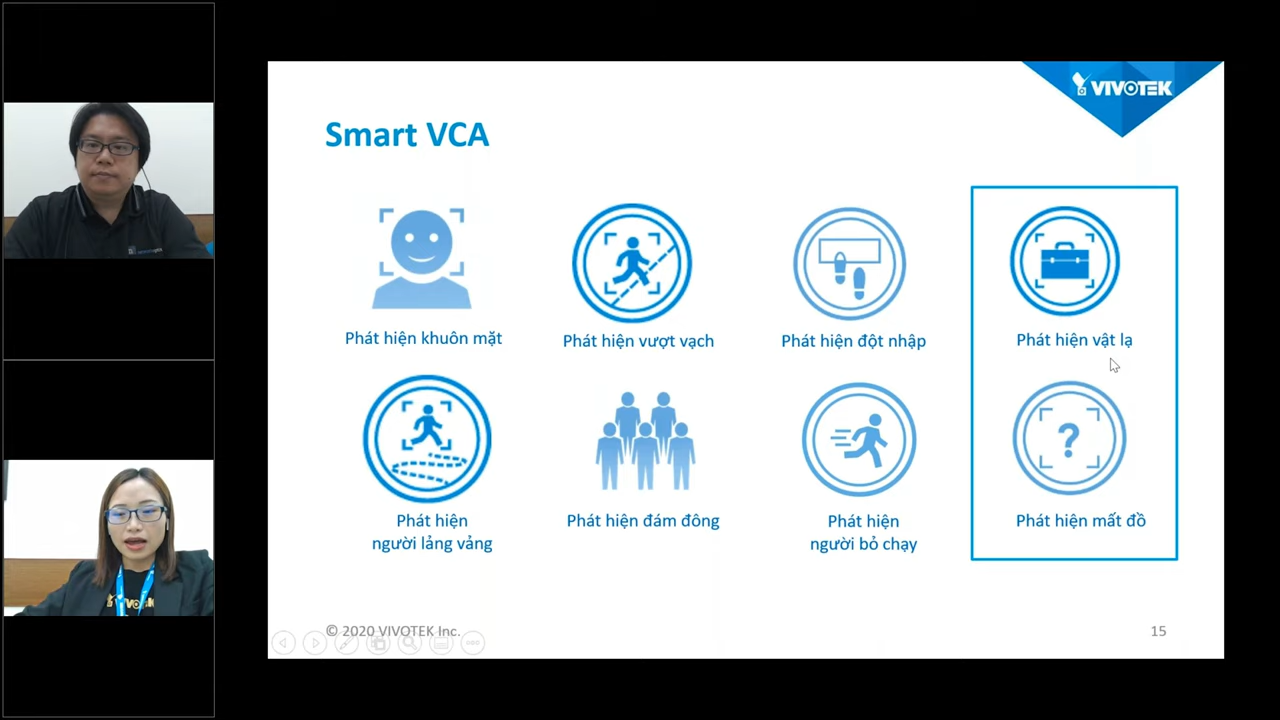 VIVOTEK
Smart VCA
Phát hiện khuôn mặt
Phát hiện vượt vạch
Phát hiện đột nhập
Phát hiện vật lạ
Phát hiện
người lảng vảng
Phát hiện đám đông
Phát hiện
người bỏ chạy
?
Phát hiện mất đồ
© 2020 VIVOTEK Inc.
15
VIVOTEK